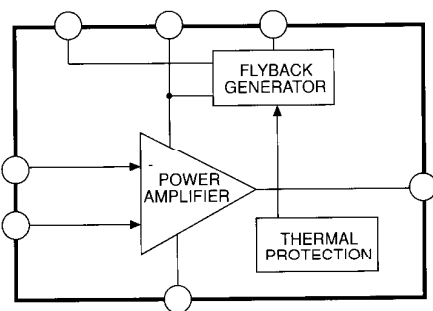 FLYBACK
GENERATOR
-
POWER
AMPLIFIER
THERMAL
PROTECTION